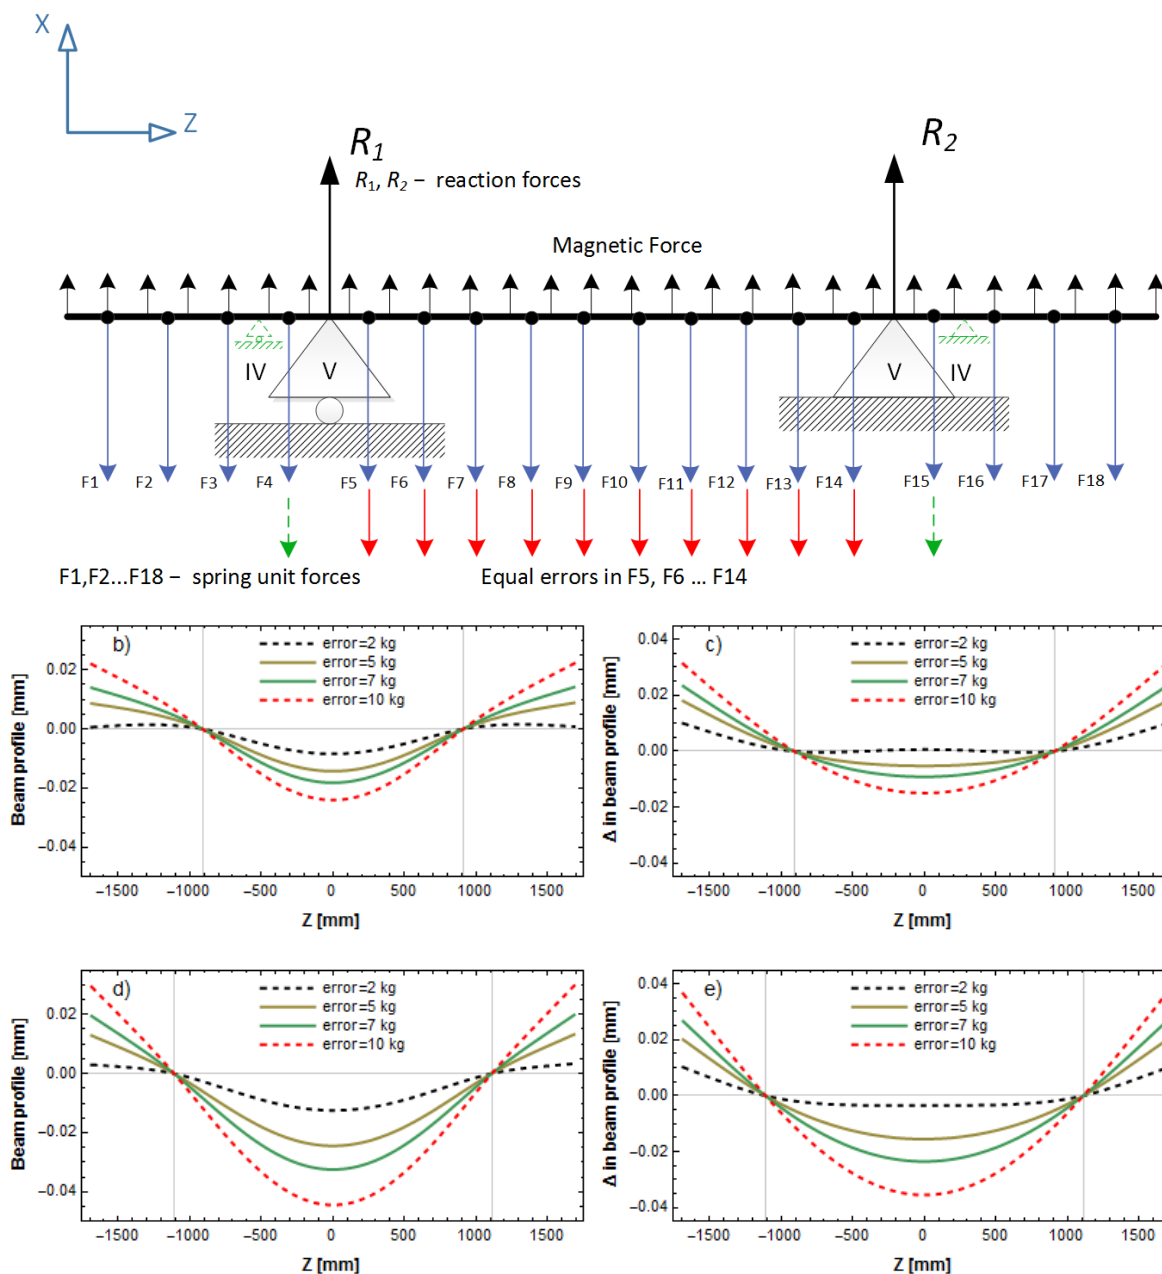 X
Z
R1
R2
R1, R2 − reaction forces
Magnetic Force
IV
V
V
IV
F1
F2
F3
F4
F5
F6
F7
F8
F9
F10
F11
F12
F13
F14
F15
F16
F17
F18
F1,F2...F18 − spring unit forces
Equal errors in F5, F6 ... F14
b)
error=2 kg
error=5 kg
error=7 kg
error=10 kg
0.02
0.00
−0.02
−0.04
Beam profile [mm]
−1500 −1000 −500 0 500 1000 1500
Z [mm]
c)
error=2 kg
error=5 kg
error=7 kg
error=10 kg
0.04
0.02
0.00
−0.02
−0.04
Δ in beam profile [mm]
−1500 −1000 −500 0 500 1000 1500
Z [mm]
d)
error=2 kg
error=5 kg
error=7 kg
error=10 kg
0.02
0.00
−0.02
−0.04
Beam profile [mm]
−1500 −1000 −500 0 500 1000 1500
Z [mm]
e)
error=2 kg
error=5 kg
error=7 kg
error=10 kg
0.04
0.02
0.00
−0.02
−0.04
Δ in beam profile [mm]
−1500 −1000 −500 0 500 1000 1500
Z [mm]